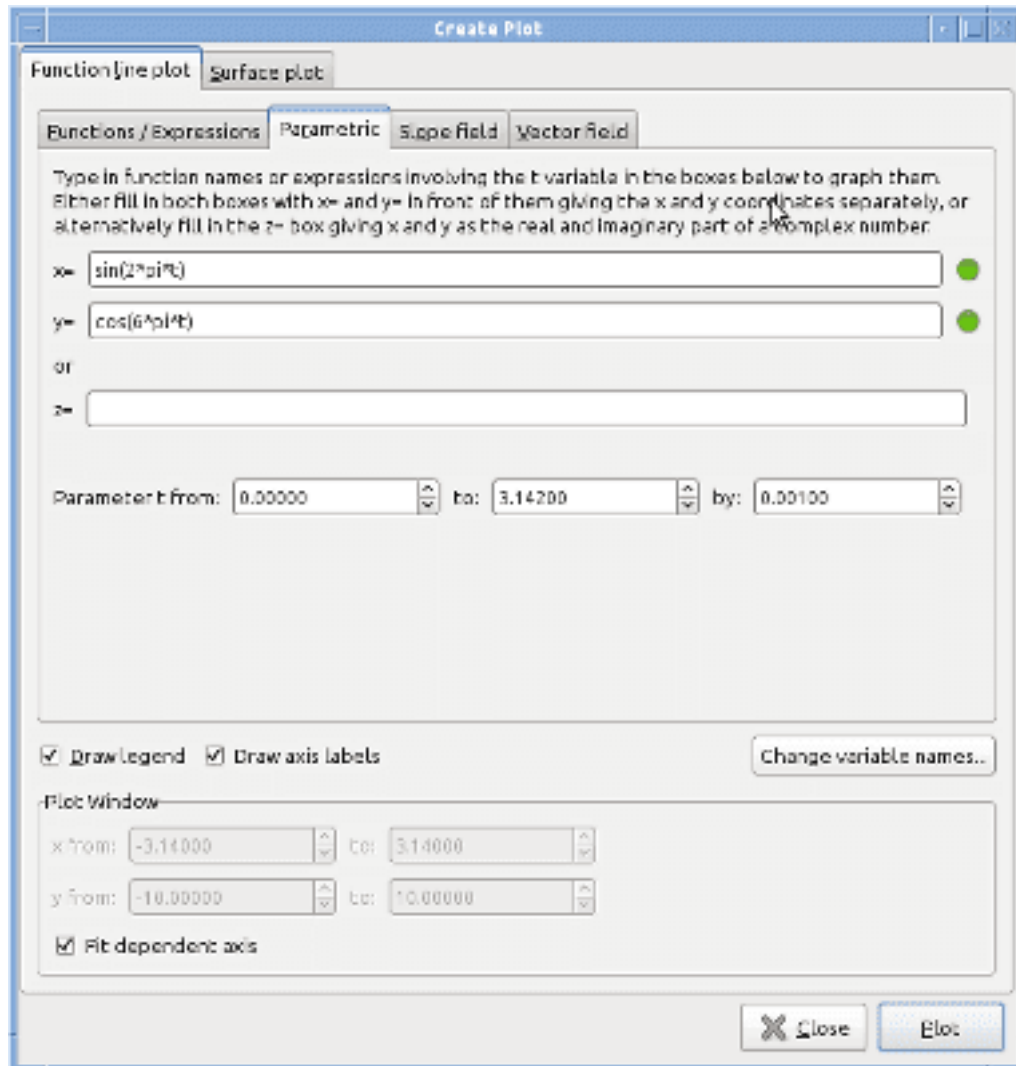 Create Plot
Function line plot Surface plot
Functions / Expressions Parametric Slope field Vector field
Type in function names or expressions involving the t variable in the boxes below to graph them.
Either fill in both boxes with x= and y= in front of them giving the x and y coordinates separately, or
alternatively fill in the z= box giving x and y as the real and imaginary part of a complex number.
x= sin(2*pi*t)
y= cos(6*pi*t)
or
z=
Parameter t from: 0.00000 to: 3.14200 by: 0.00100
Draw legend Draw axis labels Change variable names...
Plot Window
x from: -3.14000 to: 3.14000
y from: -10.00000 to: 10.00000
Fit dependent axis
Close Plot